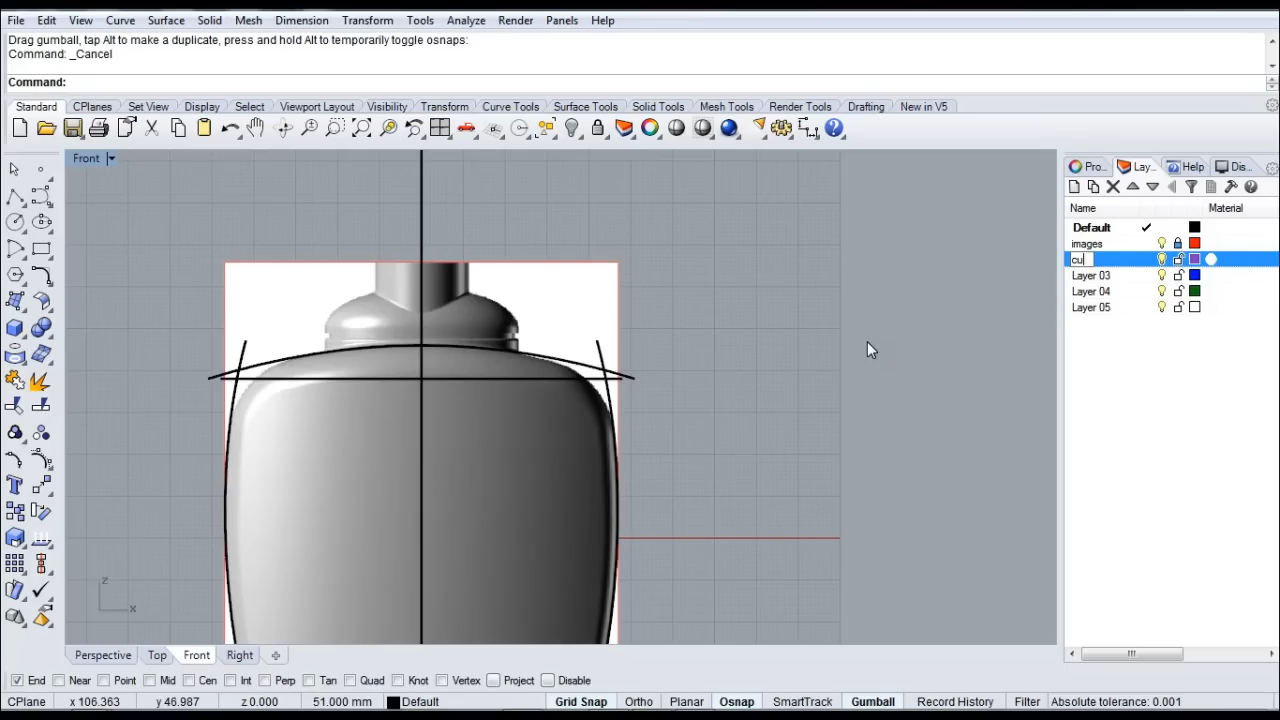 File Edit View Curve Surface Solid Mesh Dimension Transform Tools Analyze Render Panels Help
Drag gumball, tap Alt to make a duplicate, press and hold Alt to temporarily toggle osnaps:
Command: _Cancel
Command:
Standard CPlanes Set View Display Select Viewport Layout Visibility Transform Curve Tools Surface Tools Solid Tools Mesh Tools Render Tools Drafting New in V5
Front
Pro... Lay... Help Dis...
Name Material
Default
images
cu
Layer 03
Layer 04
Layer 05
z
x
Perspective Top Front Right
End Near Point Mid Cen Int Perp Tan Quad Knot Vertex Project Disable
CPlane x 106.363 y 46.987 z 0.000 51.000 mm Default Grid Snap Ortho Planar Osnap SmartTrack Gumball Record History Filter Absolute tolerance: 0.001